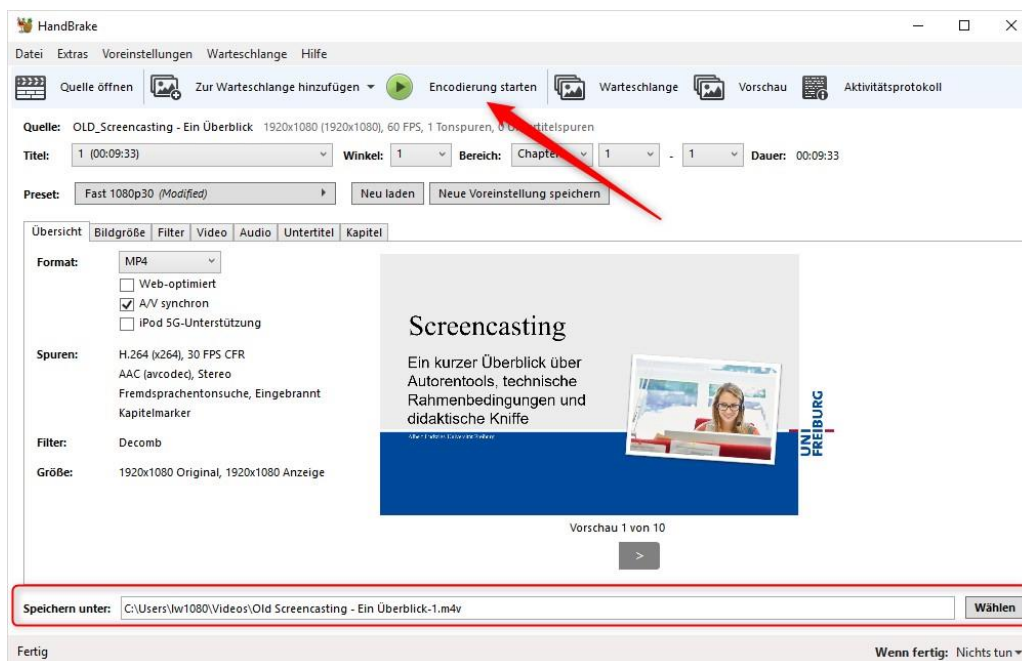 HandBrake
Datei Extras Voreinstellungen Warteschlange Hilfe
Quelle öffnen Zur Warteschlange hinzufügen Encodierung starten Warteschlange Vorschau Aktivitätsprotokoll
Quelle: OLD_Screencasting - Ein Überblick 1920x1080 (1920x1080), 60 FPS, 1 Tonspuren, 0 Untertitelspuren
Titel: 1 (00:09:33) Winkel: 1 Bereich: Chapter 1 - 1 Dauer: 00:09:33
Preset: Fast 1080p30 (Modified) Neu laden Neue Voreinstellung speichern
Übersicht Bildgröße Filter Video Audio Untertitel Kapitel
Format: MP4
Web-optimiert
A/V synchron
iPod 5G-Unterstützung
Spuren: H.264 (x264), 30 FPS CFR
AAC (avcodec), Stereo
Fremdsprachentonsuche, Eingebrannt
Kapitelmarker
Filter: Decomb
Größe: 1920x1080 Original, 1920x1080 Anzeige
Screencasting
Ein kurzer Überblick über
Autorentools, technische
Rahmenbedingungen und
didaktische Kniffe
UNI
FREIBURG
Vorschau 1 von 10
>
Speichern unter: C:\Users\lw1080\Videos\Old Screencasting - Ein Überblick-1.m4v Wählen
Fertig Wenn fertig: Nichts tun